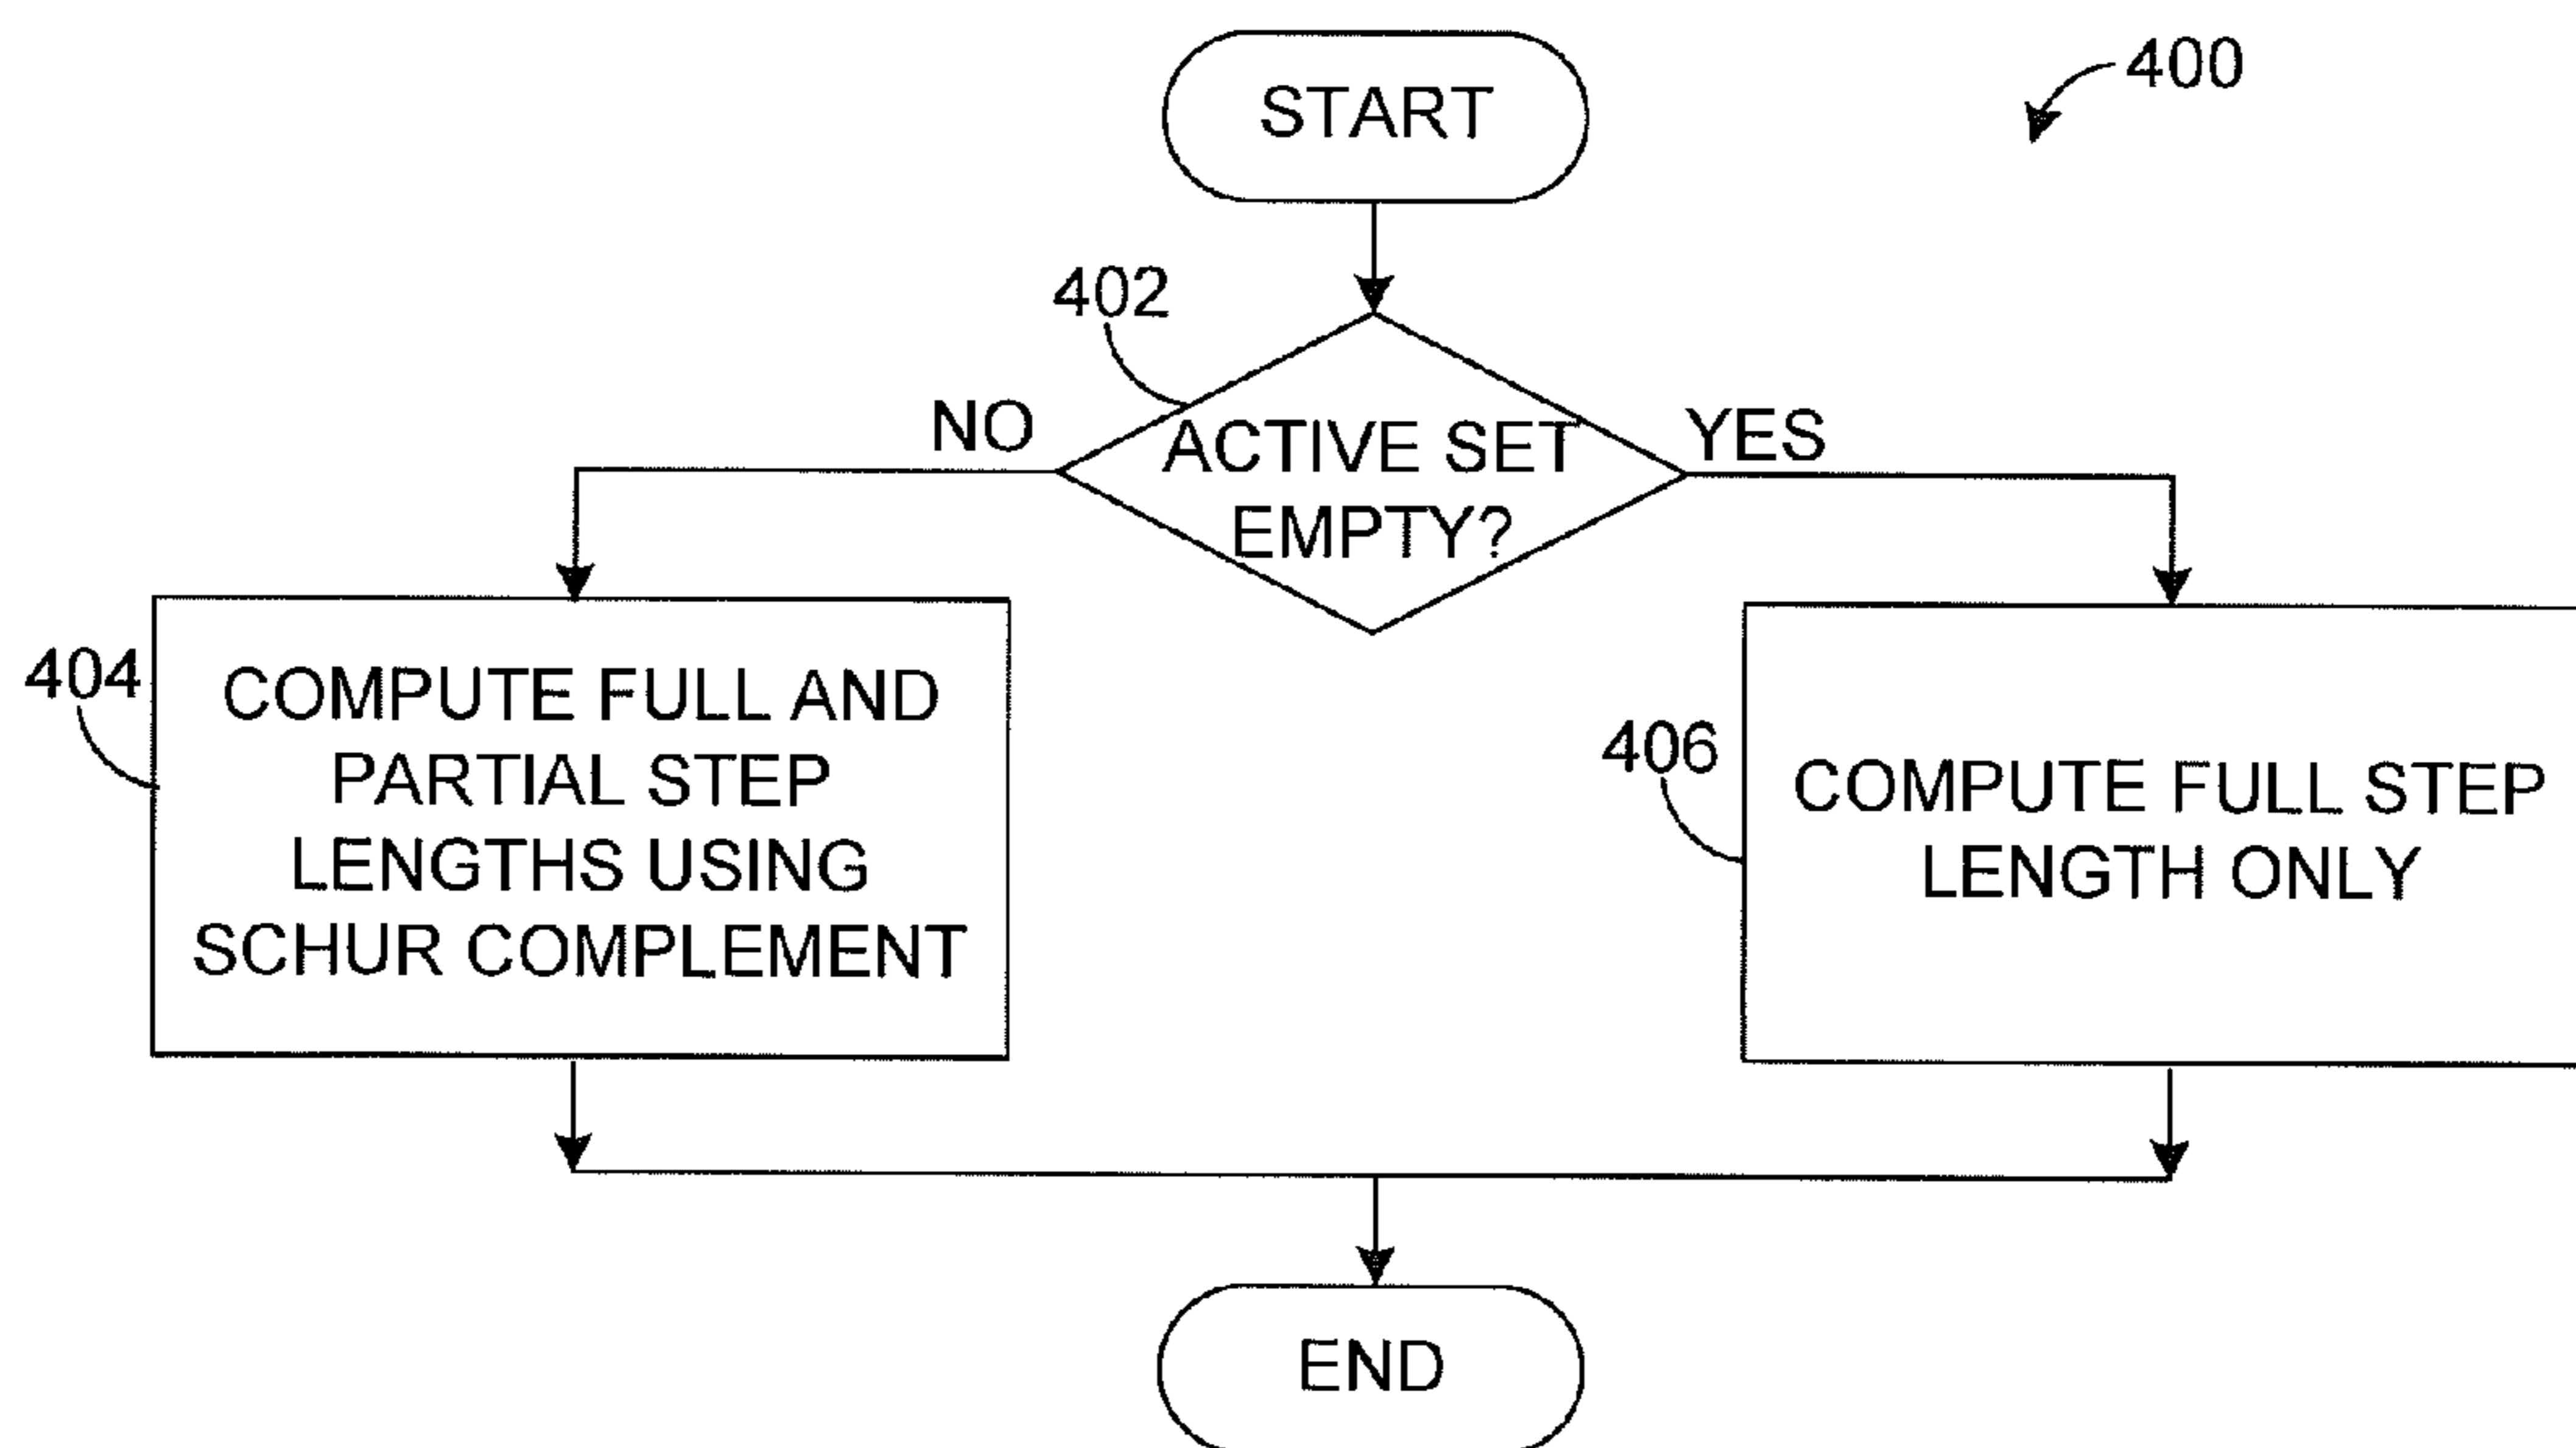 START
400
402
NO
ACTIVE SET
EMPTY?
YES
404
COMPUTE FULL AND
PARTIAL STEP
LENGTHS USING
SCHUR COMPLEMENT
406
COMPUTE FULL STEP
LENGTH ONLY
END